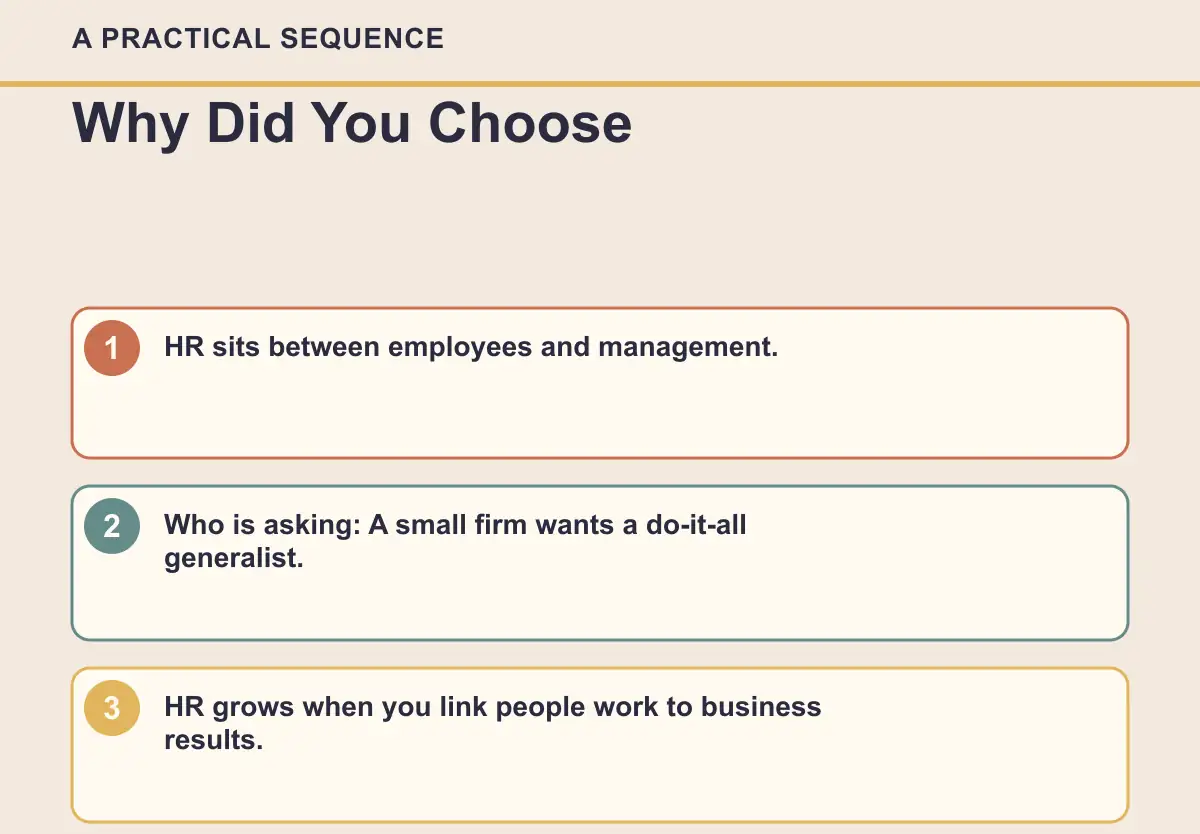 A PRACTICAL SEQUENCE
Why Did You Choose
1
HR sits between employees and management.
2
Who is asking: A small firm wants a do-it-all
generalist.
3
HR grows when you link people work to business
results.